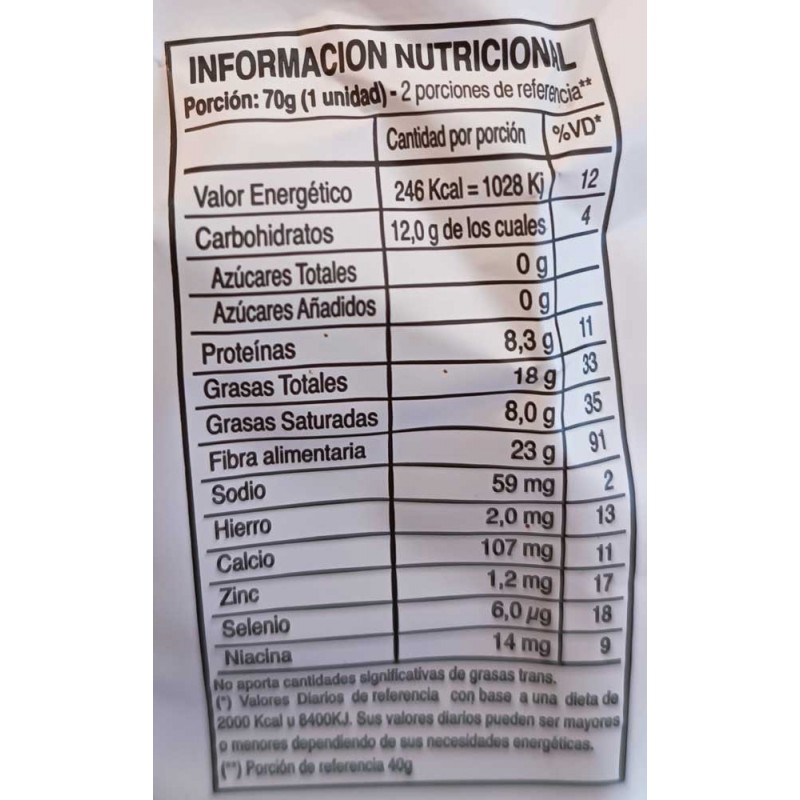 INFORMACION NUTRICIONAL
Porción: 70g (1 unidad) - 2 porciones de referencia**
Cantidad por porción %VD*
Valor Energético 246 Kcal = 1028 Kj 12
Carbohidratos 12,0 g de los cuales 4
Azúcares Totales 0 g
Azúcares Añadidos 0 g
Proteínas 8,3 g 11
Grasas Totales 18 g 33
Grasas Saturadas 8,0 g 35
Fibra alimentaria 23 g 91
Sodio 59 mg 2
Hierro 2,0 mg 13
Calcio 107 mg 11
Zinc 1,2 mg 17
Selenio 6,0 µg 18
Niacina 14 mg 9
No aporta cantidades significativas de grasas trans.
(*) Valores Diarios de referencia con base a una dieta de
2000 Kcal u 8400KJ. Sus valores diarios pueden ser mayores
o menores dependiendo de sus necesidades energéticas.
(**) Porción de referencia 40g